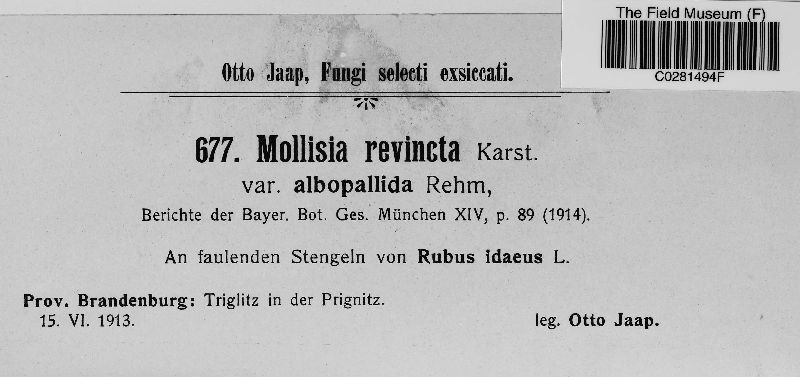 The Field Museum (F)
C0281494F
Otto Jaap, Fungi selecti exsiccati.
677. Mollisia revincta Karst.
var. albopallida Rehm,
Berichte der Bayer. Bot. Ges. München XIV, p. 89 (1914).
An faulenden Stengeln von Rubus idaeus L.
Prov. Brandenburg: Triglitz in der Prignitz.
15. VI. 1913. leg. Otto Jaap.